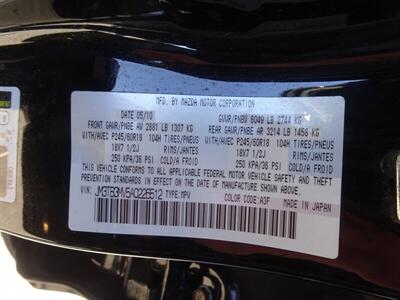 MFD. BY MAZDA MOTOR CORPORATION
DATE 05/10 GVWR/PNBV 6049 LB 2744 KG
FRONT GAWR/PNBE AV 2881 LB 1307 KG REAR GAWR/PNBE AR 3214 LB 1458 KG
WITH/AVEC P245/60R18 104H TIRES/PNEUS WITH/AVEC P245/60R18 104H TIRES/PNEUS
18X7 1/2J RIMS/JANTES 18X7 1/2J RIMS/JANTES
250 KPA/36 PSI COLD/A FROID 250 KPA/36 PSI COLD/A FROID
THIS VEHICLE CONFORMS TO ALL APPLICABLE FEDERAL MOTOR VEHICLE SAFETY
AND THEFT PREVENTION STANDARDS IN EFFECT ON THE DATE OF MANUFACTURE
SHOWN ABOVE. COLOR CODE: A3F
VIN: JM3TB3MV5A0226512 TYPE: MPV MADE IN JAPAN